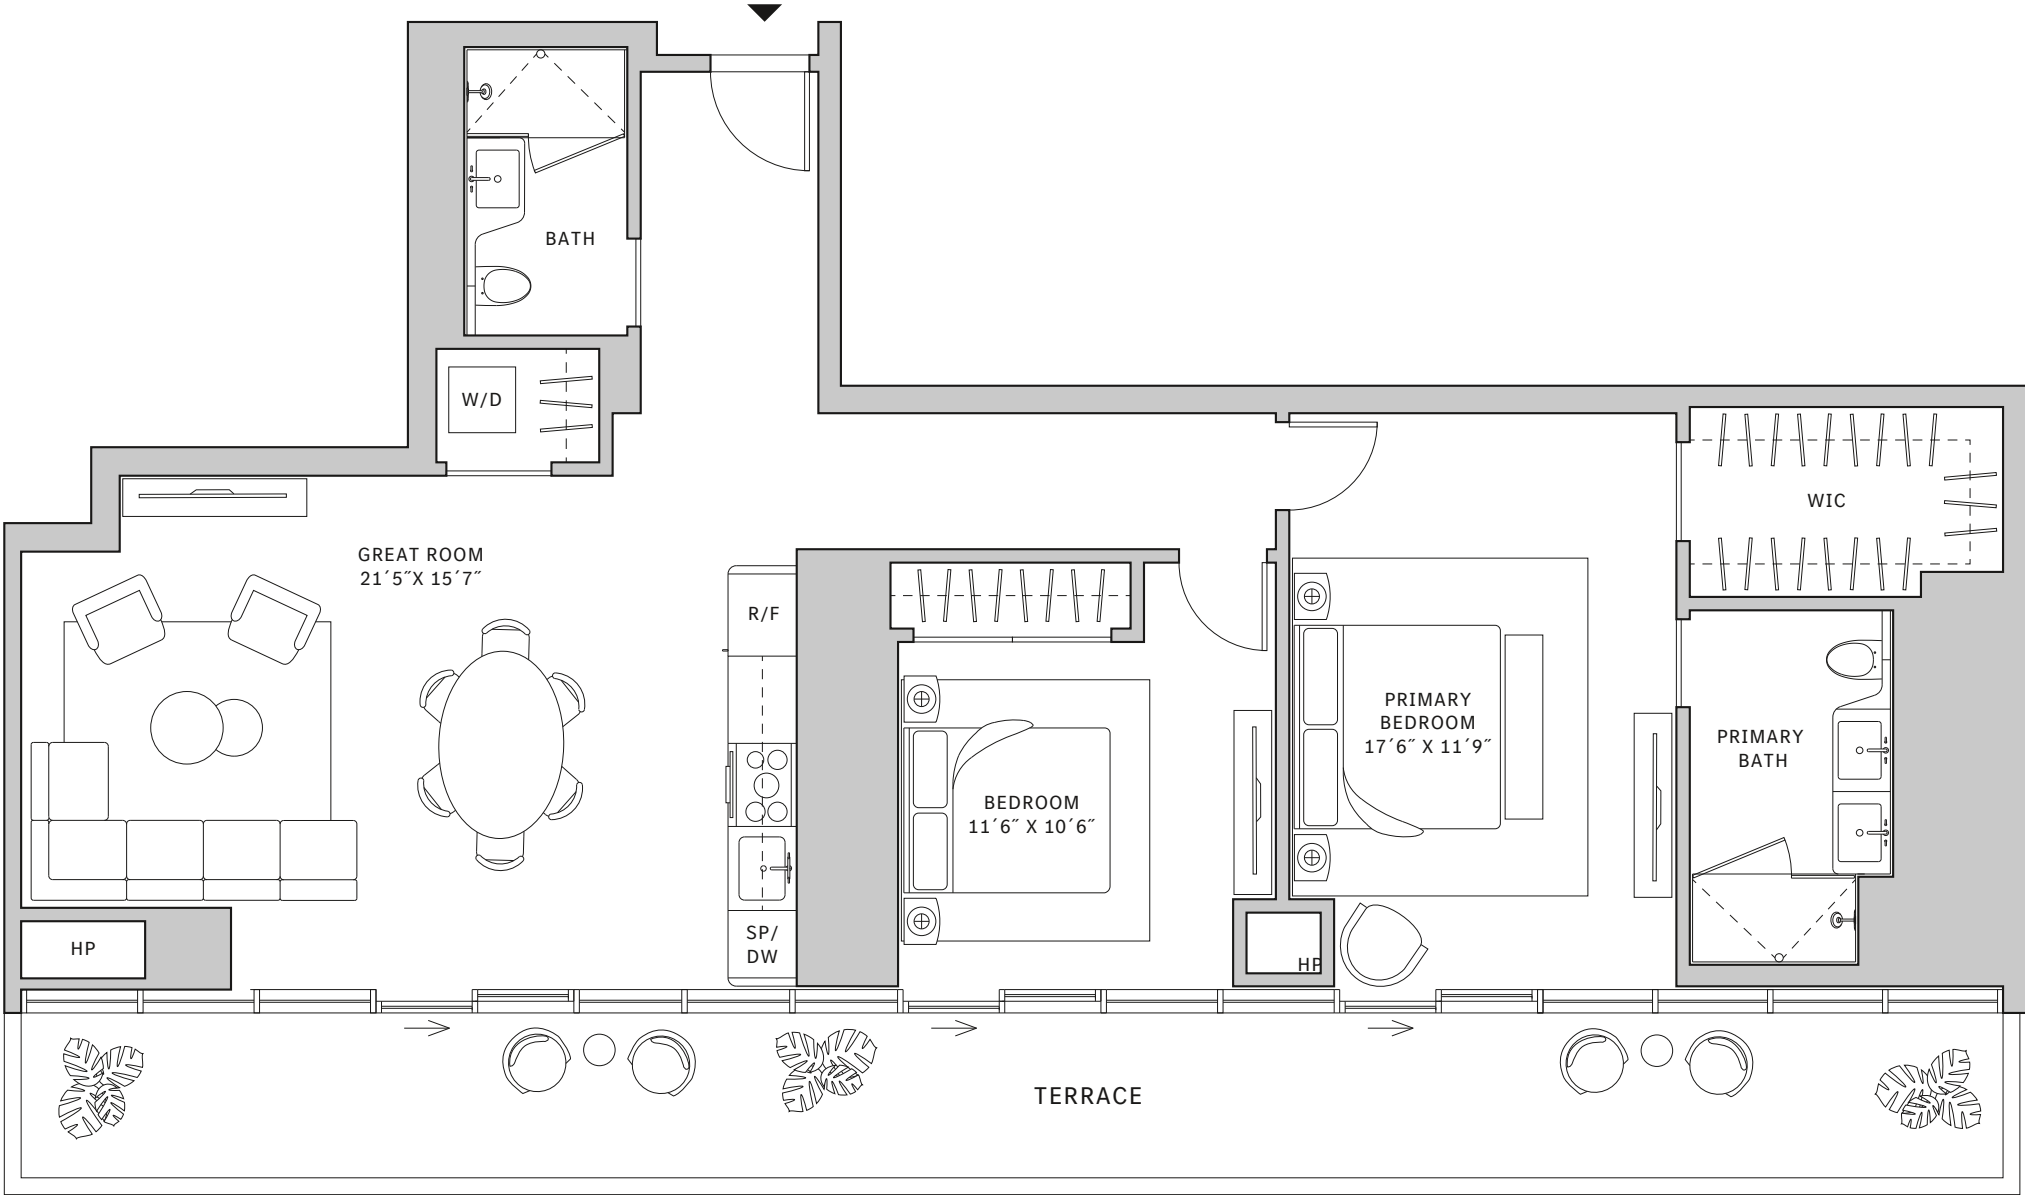 BATH
W/D
WIC
GREAT ROOM
21´5˝X 15´7˝
R/F
PRIMARY
BEDROOM
17´6˝ X 11´9˝
PRIMARY
BATH
BEDROOM
11´6˝ X 10´6˝
HP
SP/
DW
HP
TERRACE